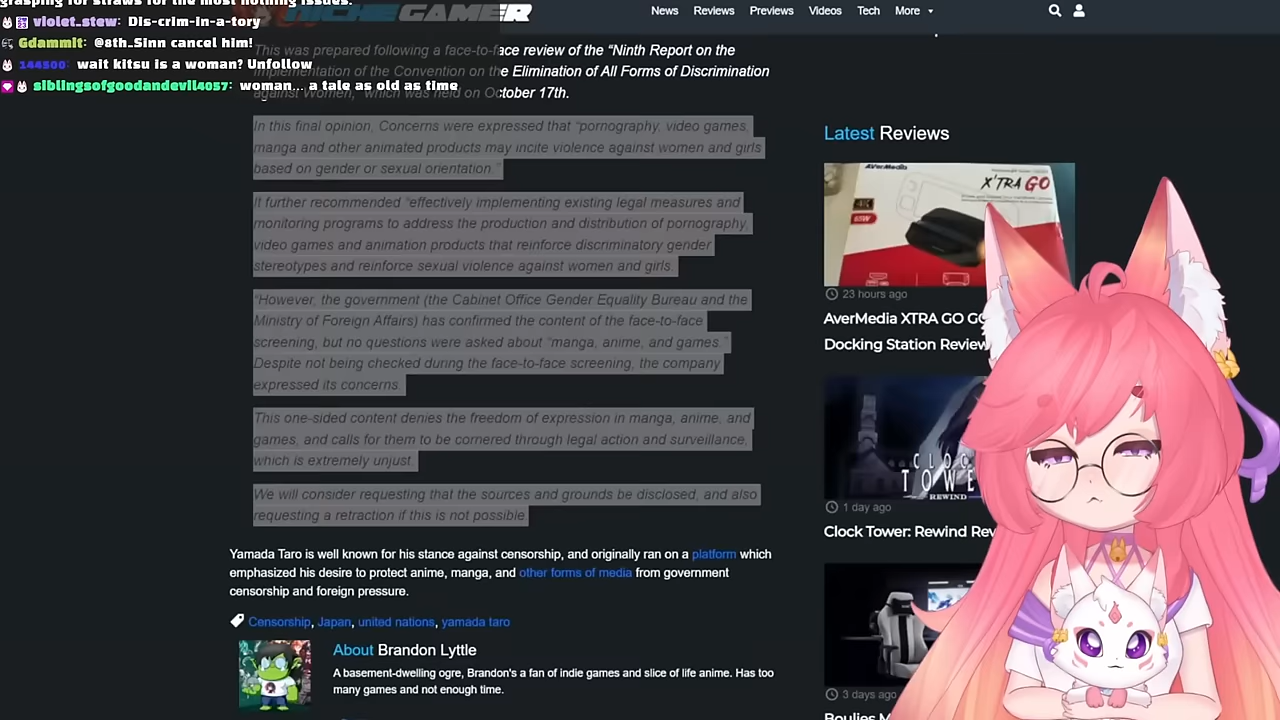 grasping for straws for the most nothing issues.
violet_stew: Dis-crim-in-a-tory
Gdammit: @8th_Sinn cancel him!
144500: wait kitsu is a woman? Unfollow
siblingsofgoodandevil4057: woman... a tale as old as time
NICHEGAMER
News Reviews Previews Videos Tech More
This was prepared following a face-to-face review of the “Ninth Report on the
Implementation of the Convention on the Elimination of All Forms of Discrimination
against Women,” which was held on October 17th.
In this final opinion, Concerns were expressed that “pornography, video games,
manga and other animated products may incite violence against women and girls
based on gender or sexual orientation.”
It recommended “effectively implementing existing legal measures and
monitoring programs to address the production and distribution of pornography,
video games and animation products that reinforce discriminatory gender
stereotypes and reinforce sexual violence against women and girls.
“However, the government (the Cabinet Office Gender Equality Bureau and the
Ministry of Foreign Affairs) has confirmed the content of the face-to-face
screening, but no questions were asked about “manga, anime, and games.”
Despite not being checked during the face-to-face screening, the company
expressed its concerns.
This one-sided content denies the freedom of expression in manga, anime, and
games, and calls for them to be cornered through legal action and surveillance,
which is extremely unjust.
We will consider requesting that the sources and grounds be disclosed, and also
requesting a retraction if this is not possible.
Yamada Taro is well known for his stance against censorship, and originally ran on a platform which
emphasized his desire to protect anime, manga, and other forms of media from government
censorship and foreign pressure.
Censorship, Japan, united nations, yamada taro
About Brandon Lyttle
A basement-dwelling ogre, Brandon's a fan of indie games and slice of life anime. Has too
many games and not enough time.
Latest Reviews
AVerMedia
X'TRA GO
4K
65W
23 hours ago
AverMedia XTRA GO GC
Docking Station Review
CLOCK
TOWE
REWIND
1 day ago
Clock Tower: Rewind Rev
3 days ago
Boulies M